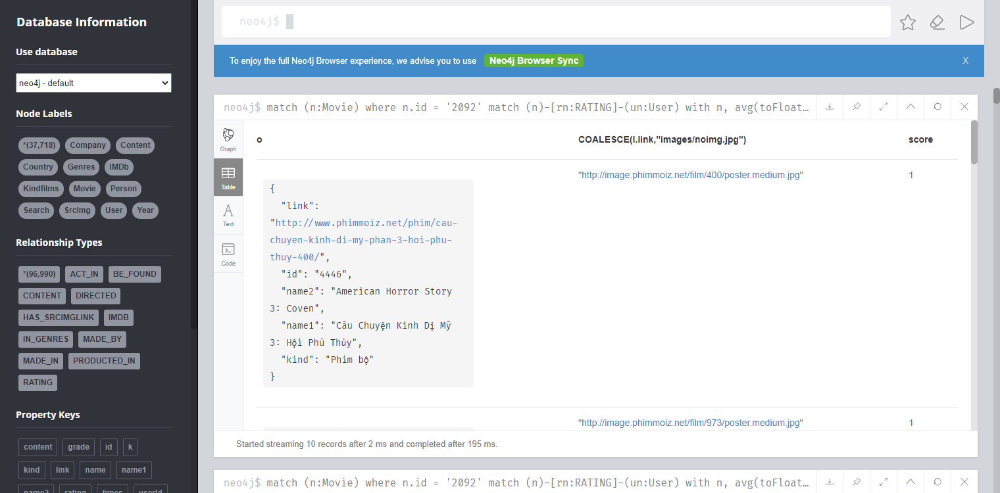 Database Information
Use database
neo4j - default
Node Labels
*(37,718) Company Content
Country Genres IMDb
Kindfilms Movie Person
Search SrcImg User Year
Relationship Types
*(96,990) ACT_IN BE_FOUND
CONTENT DIRECTED
HAS_SRCIMGLINK IMDB
IN_GENRES MADE_BY
MADE_IN PRODUCTED_IN
RATING
Property Keys
content grade id k
kind link name name1
name2 rating times userId
neo4j$
To enjoy the full Neo4j Browser experience, we advise you to use Neo4j Browser Sync X
neo4j$ match (n:Movie) where n.id = '2092' match (n)-[rn:RATING]-(un:User) with n, avg(toFloat…
Graph
Table
Text
Code
o COALESCE(l.link,"images/noimg.jpg") score
"http://image.phimmoiz.net/film/400/poster.medium.jpg" 1
{
"link":
"http://www.phimmoiz.net/phim/cau-
chuyen-kinh-di-my-phan-3-hoi-phu-
thuy-400/",
"id": "4446",
"name2": "American Horror Story
3: Coven",
"name1": "Câu Chuyện Kinh Dị Mỹ
3: Hội Phù Thủy",
"kind": "Phim bộ"
}
"http://image.phimmoiz.net/film/973/poster.medium.jpg" 1
Started streaming 10 records after 2 ms and completed after 195 ms.
neo4j$ match (n:Movie) where n.id = '2092' match (n)-[rn:RATING]-(un:User) with n, avg(toFloat…